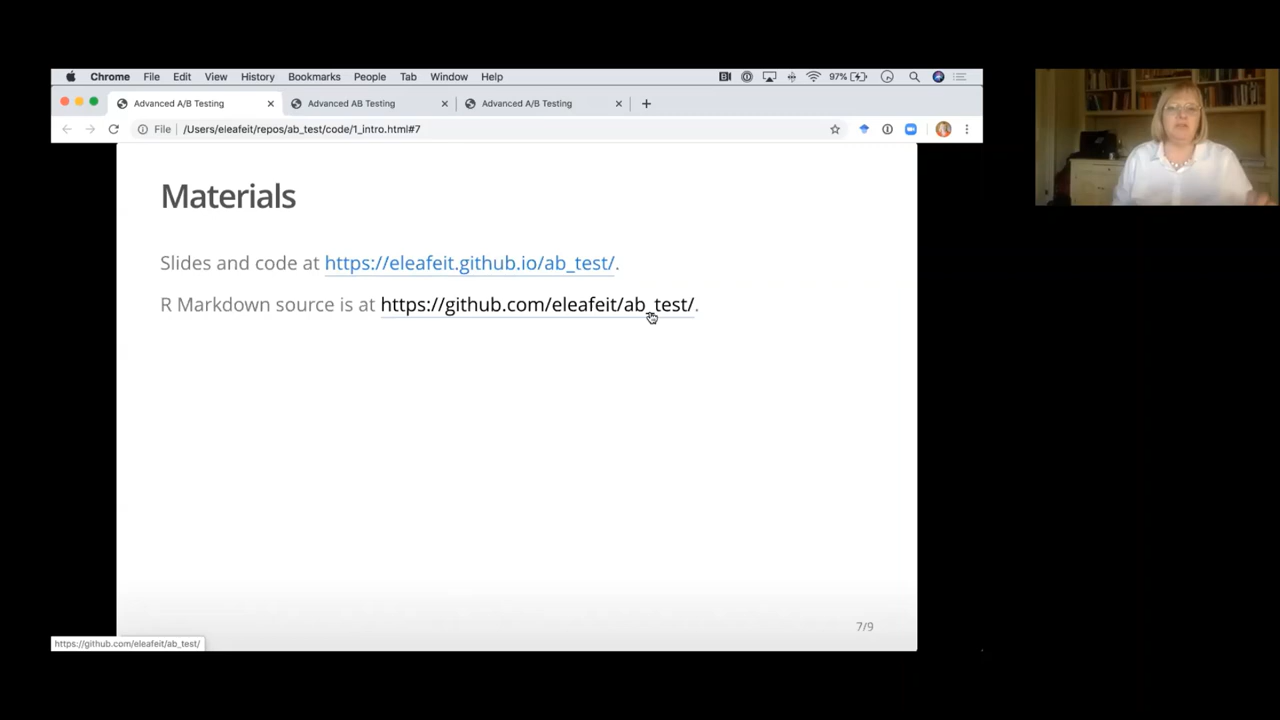 Chrome File Edit View History Bookmarks People Tab Window Help 97%
Advanced A/B Testing Advanced AB Testing Advanced A/B Testing
File /Users/eleafeit/repos/ab_test/code/1_intro.html#7
Materials
Slides and code at https://eleafeit.github.io/ab_test/.
R Markdown source is at https://github.com/eleafeit/ab_test/.
7/9
https://github.com/eleafeit/ab_test/